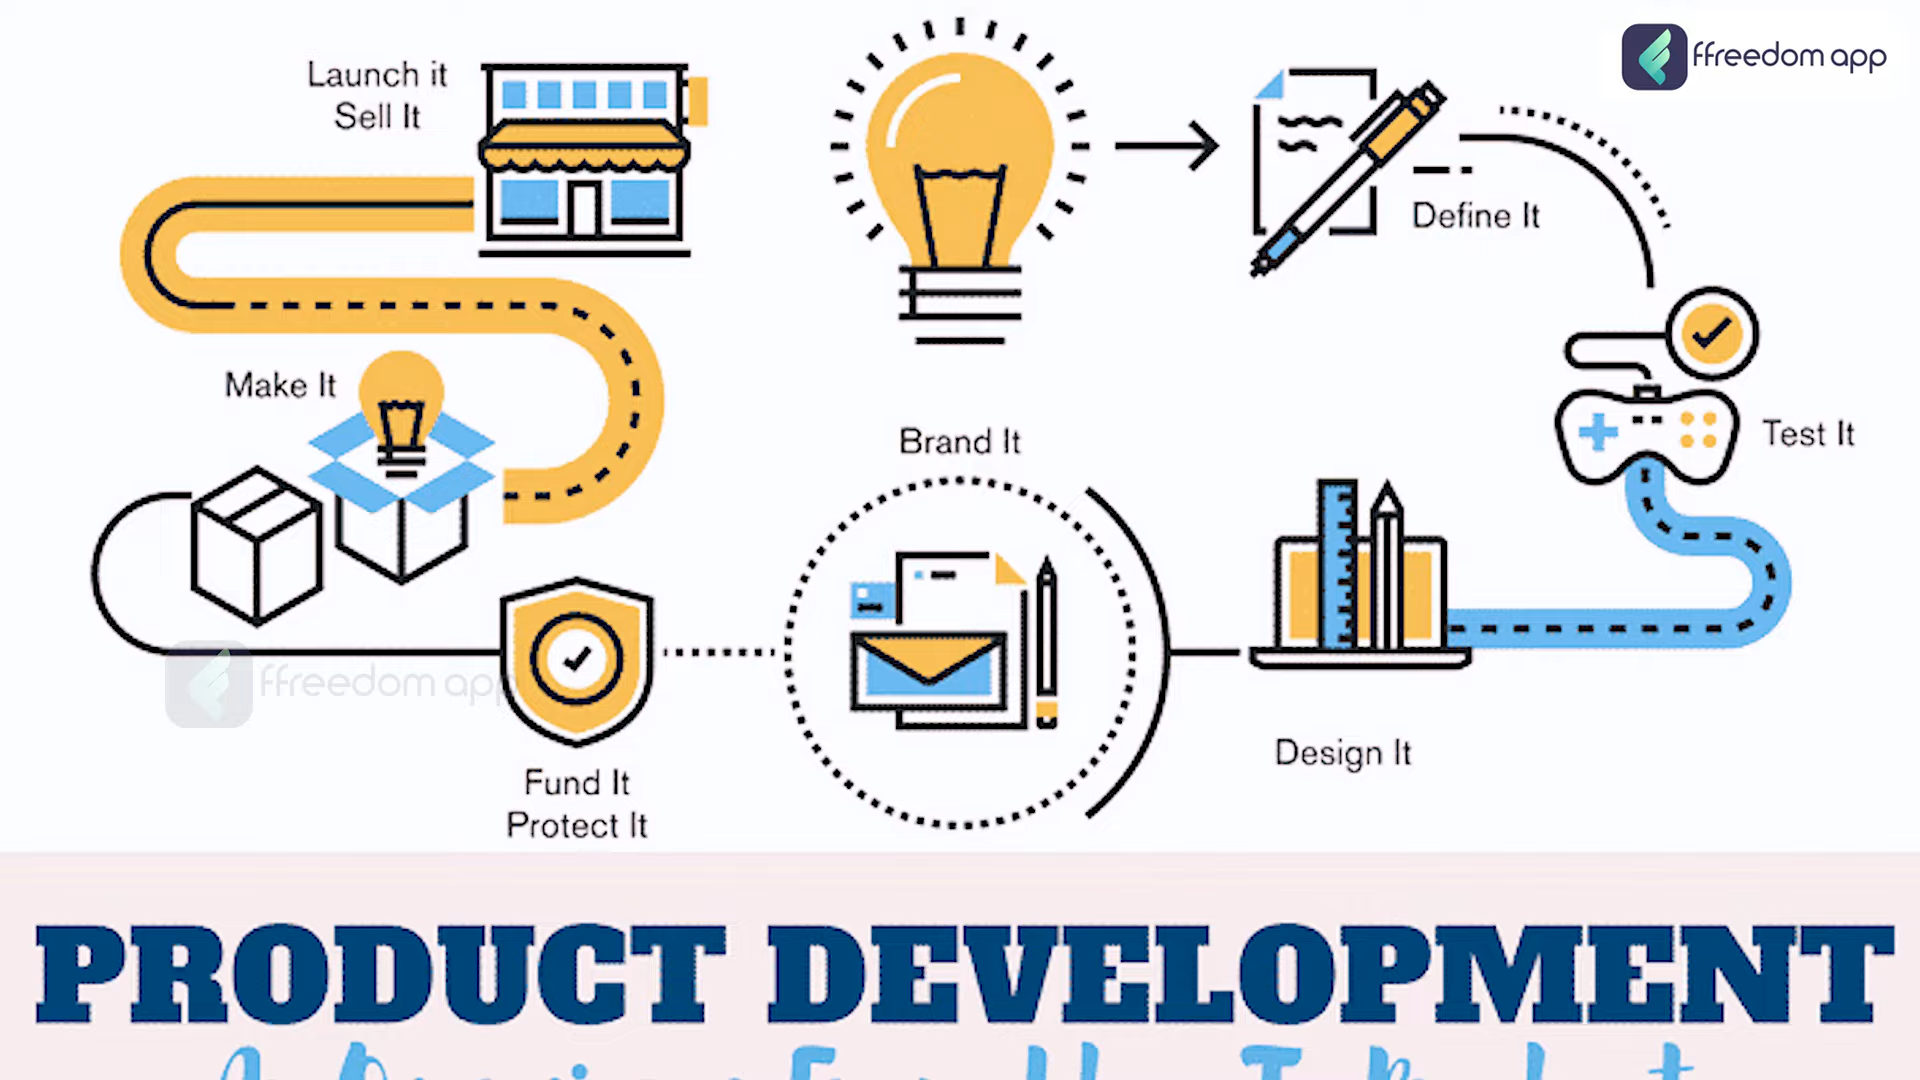 ffreedom app
Launch it
Sell It
Define It
Test It
Make It
Brand It
ffreedom app
Design It
Fund It
Protect It
PRODUCT DEVELOPMENT